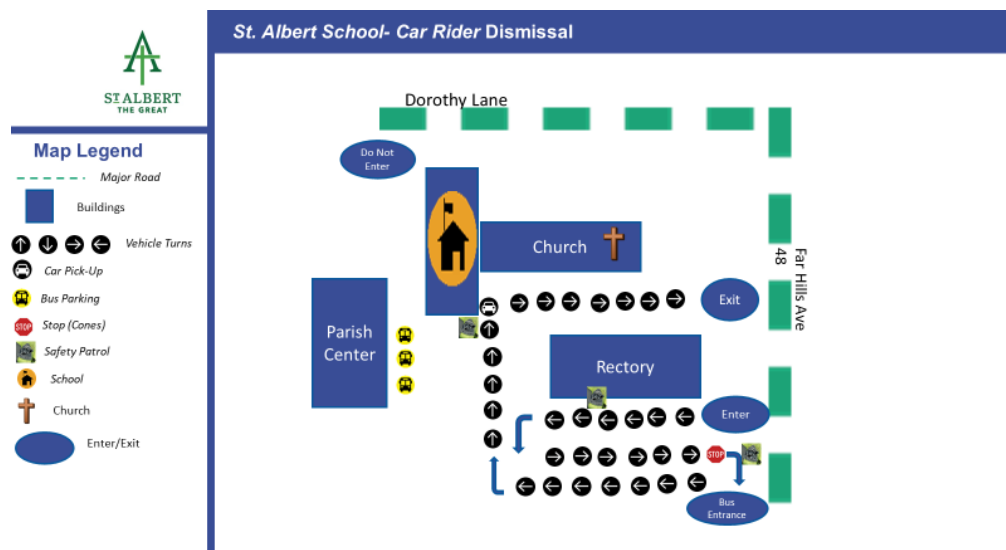 St. Albert School- Car Rider Dismissal
ST. ALBERT
THE GREAT
Map Legend
Major Road
Buildings
Vehicle Turns
Car Pick-Up
Bus Parking
STOP
Stop (Cones)
Safety Patrol
School
Church
Enter/Exit
Dorothy Lane
Do Not
Enter
Church
48
Far Hills Ave
Exit
Parish
Center
Rectory
Enter
STOP
Bus
Entrance